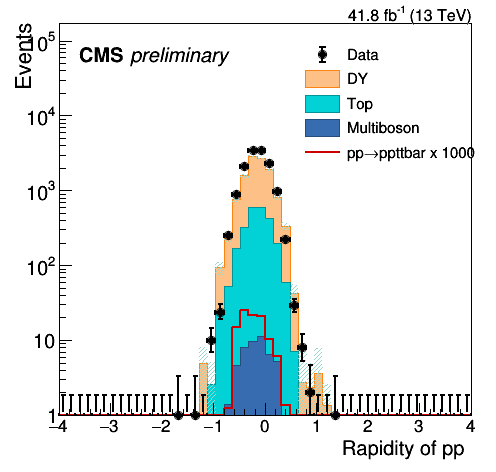 41.8 fb⁻¹ (13 TeV)
Events
CMS preliminary
Data
DY
Top
Multiboson
pp→ppttbar x 1000
10⁵
10⁴
10³
10²
10
1
−4 −3 −2 −1 0 1 2 3 4
Rapidity of pp